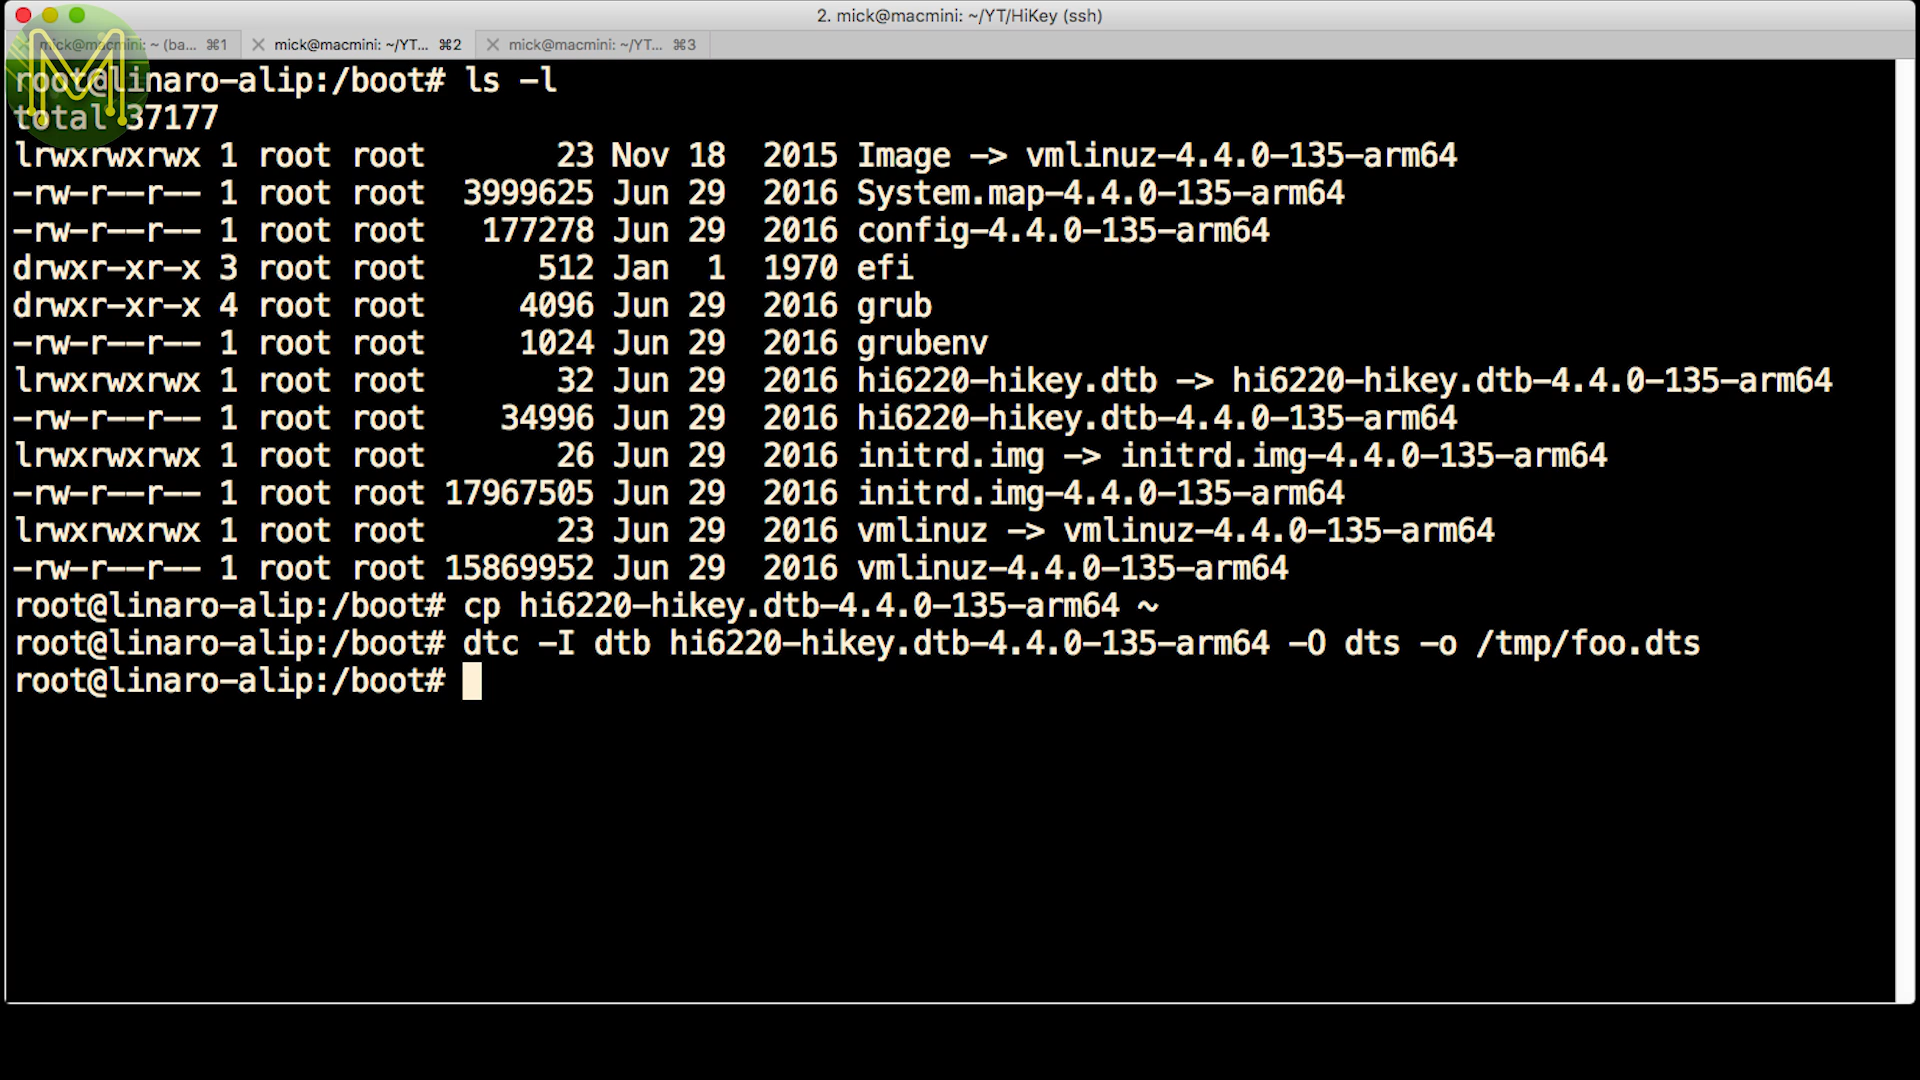 2. mick@macmini: ~/YT/HiKey (ssh)
mick@macmini: ~ (ba... ⌘1 mick@macmini: ~/YT... ⌘2 mick@macmini: ~/YT... ⌘3
root@linaro-alip:/boot# ls -l
total 37177
lrwxrwxrwx 1 root root       23 Nov 18  2015 Image -> vmlinuz-4.4.0-135-arm64
-rw-r--r-- 1 root root  3999625 Jun 29  2016 System.map-4.4.0-135-arm64
-rw-r--r-- 1 root root   177278 Jun 29  2016 config-4.4.0-135-arm64
drwxr-xr-x 3 root root      512 Jan  1  1970 efi
drwxr-xr-x 4 root root     4096 Jun 29  2016 grub
-rw-r--r-- 1 root root     1024 Jun 29  2016 grubenv
lrwxrwxrwx 1 root root       32 Jun 29  2016 hi6220-hikey.dtb -> hi6220-hikey.dtb-4.4.0-135-arm64
-rw-r--r-- 1 root root    34996 Jun 29  2016 hi6220-hikey.dtb-4.4.0-135-arm64
lrwxrwxrwx 1 root root       26 Jun 29  2016 initrd.img -> initrd.img-4.4.0-135-arm64
-rw-r--r-- 1 root root 17967505 Jun 29  2016 initrd.img-4.4.0-135-arm64
lrwxrwxrwx 1 root root       23 Jun 29  2016 vmlinuz -> vmlinuz-4.4.0-135-arm64
-rw-r--r-- 1 root root 15869952 Jun 29  2016 vmlinuz-4.4.0-135-arm64
root@linaro-alip:/boot# cp hi6220-hikey.dtb-4.4.0-135-arm64 ~
root@linaro-alip:/boot# dtc -I dtb hi6220-hikey.dtb-4.4.0-135-arm64 -O dts -o /tmp/foo.dts
root@linaro-alip:/boot#